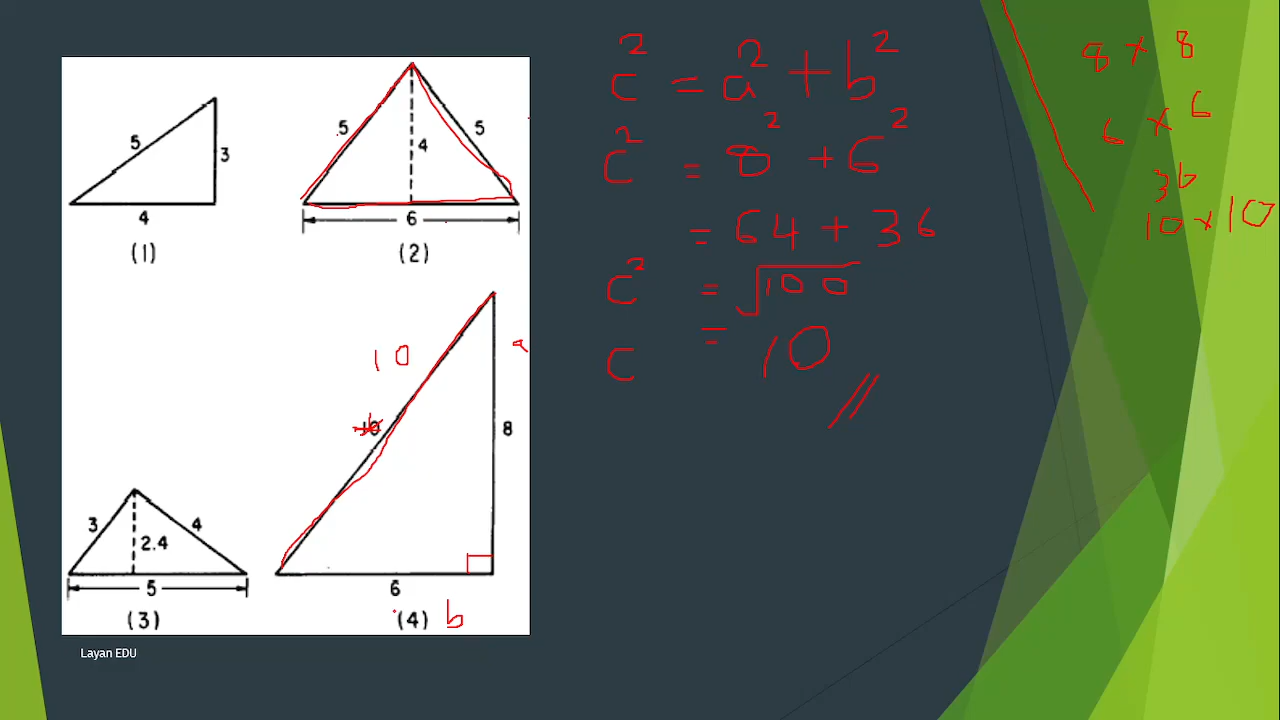 5
3
4
(1)
5
5
4
6
(2)
3
4
2.4
5
(3)
10
a
10
8
6
(4) b
Layan EDU
c² = a² + b²
c² = 8² + 6²
= 64 + 36
c² = √100
c = 10
8 × 8
6 × 6
36
10 × 10